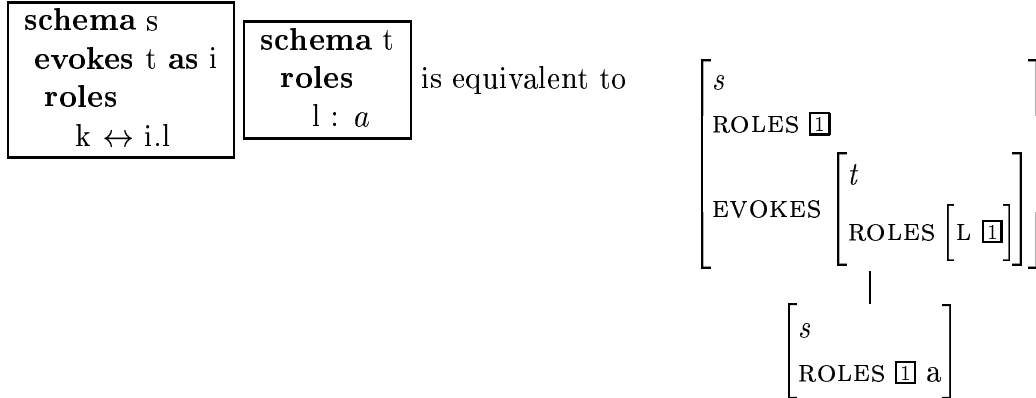 schema s
evokes t as i
roles
k ↔ i.l
schema t
roles
l : a
is equivalent to
s
ROLES 1
EVOKES
t
ROLES [L 1]
s
ROLES 1 a